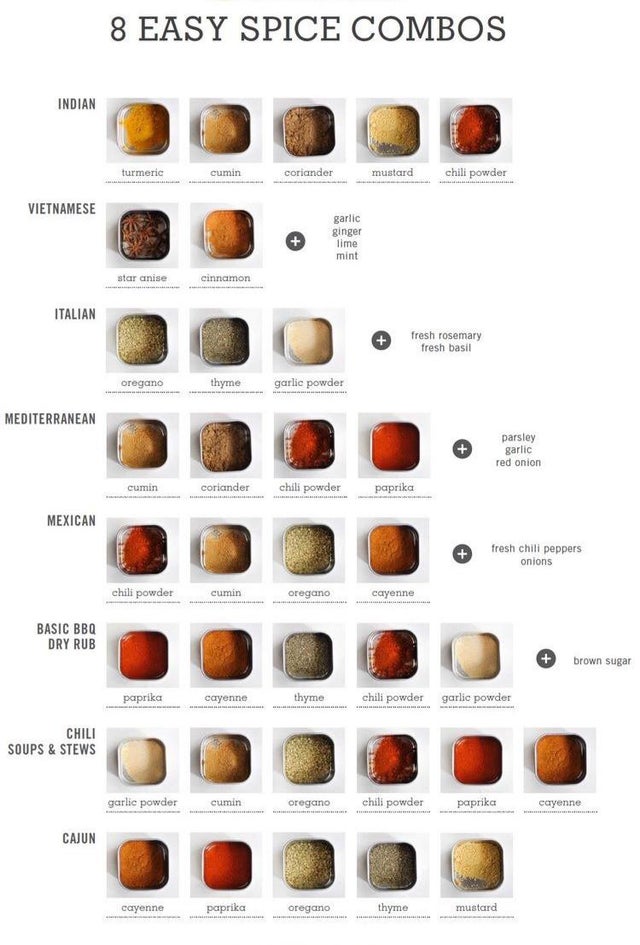 8 EASY SPICE COMBOS
INDIAN
turmeric cumin coriander mustard chili powder
VIETNAMESE
star anise cinnamon
garlic
ginger
lime
mint
ITALIAN
oregano thyme garlic powder
fresh rosemary
fresh basil
MEDITERRANEAN
cumin coriander chili powder paprika
parsley
garlic
red onion
MEXICAN
chili powder cumin oregano cayenne
fresh chili peppers
onions
BASIC BBQ
DRY RUB
paprika cayenne thyme chili powder garlic powder
brown sugar
CHILI
SOUPS & STEWS
garlic powder cumin oregano chili powder paprika cayenne
CAJUN
cayenne paprika oregano thyme mustard